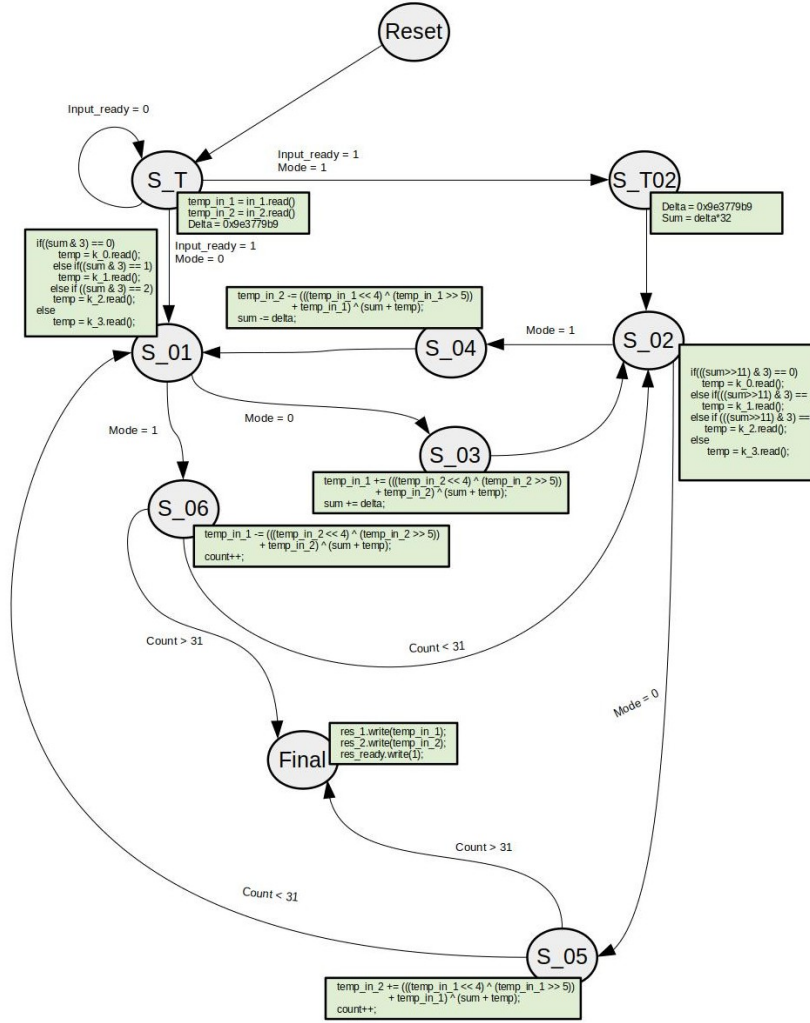 Reset
Input_ready = 0
S_T
Input_ready = 1
Mode = 1
S_T02
temp_in_1 = in_1.read()
temp_in_2 = in_2.read()
Delta = 0x9e3779b9
Delta = 0x9e3779b9
Sum = delta*32
Input_ready = 1
Mode = 0
if((sum & 3) == 0)
temp = k_0.read();
else if((sum & 3) == 1)
temp = k_1.read();
else if ((sum & 3) == 2)
temp = k_2.read();
else
temp = k_3.read();
temp_in_2 -= (((temp_in_1 << 4) ^ (temp_in_1 >> 5))
+ temp_in_1) ^ (sum + temp);
sum -= delta;
S_01
S_04
Mode = 1
S_02
if(((sum>>11) & 3) == 0)
temp = k_0.read();
else if(((sum>>11) & 3) ==
temp = k_1.read();
else if (((sum>>11) & 3) ==
temp = k_2.read();
else
temp = k_3.read();
Mode = 1
Mode = 0
S_03
temp_in_1 += (((temp_in_2 << 4) ^ (temp_in_2 >> 5))
+ temp_in_2) ^ (sum + temp);
sum += delta;
S_06
temp_in_1 -= (((temp_in_2 << 4) ^ (temp_in_2 >> 5))
+ temp_in_2) ^ (sum + temp);
count++;
Count > 31
Count < 31
Mode = 0
Final
res_1.write(temp_in_1);
res_2.write(temp_in_2);
res_ready.write(1);
Count > 31
Count < 31
S_05
temp_in_2 += (((temp_in_1 << 4) ^ (temp_in_1 >> 5))
+ temp_in_1) ^ (sum + temp);
count++;